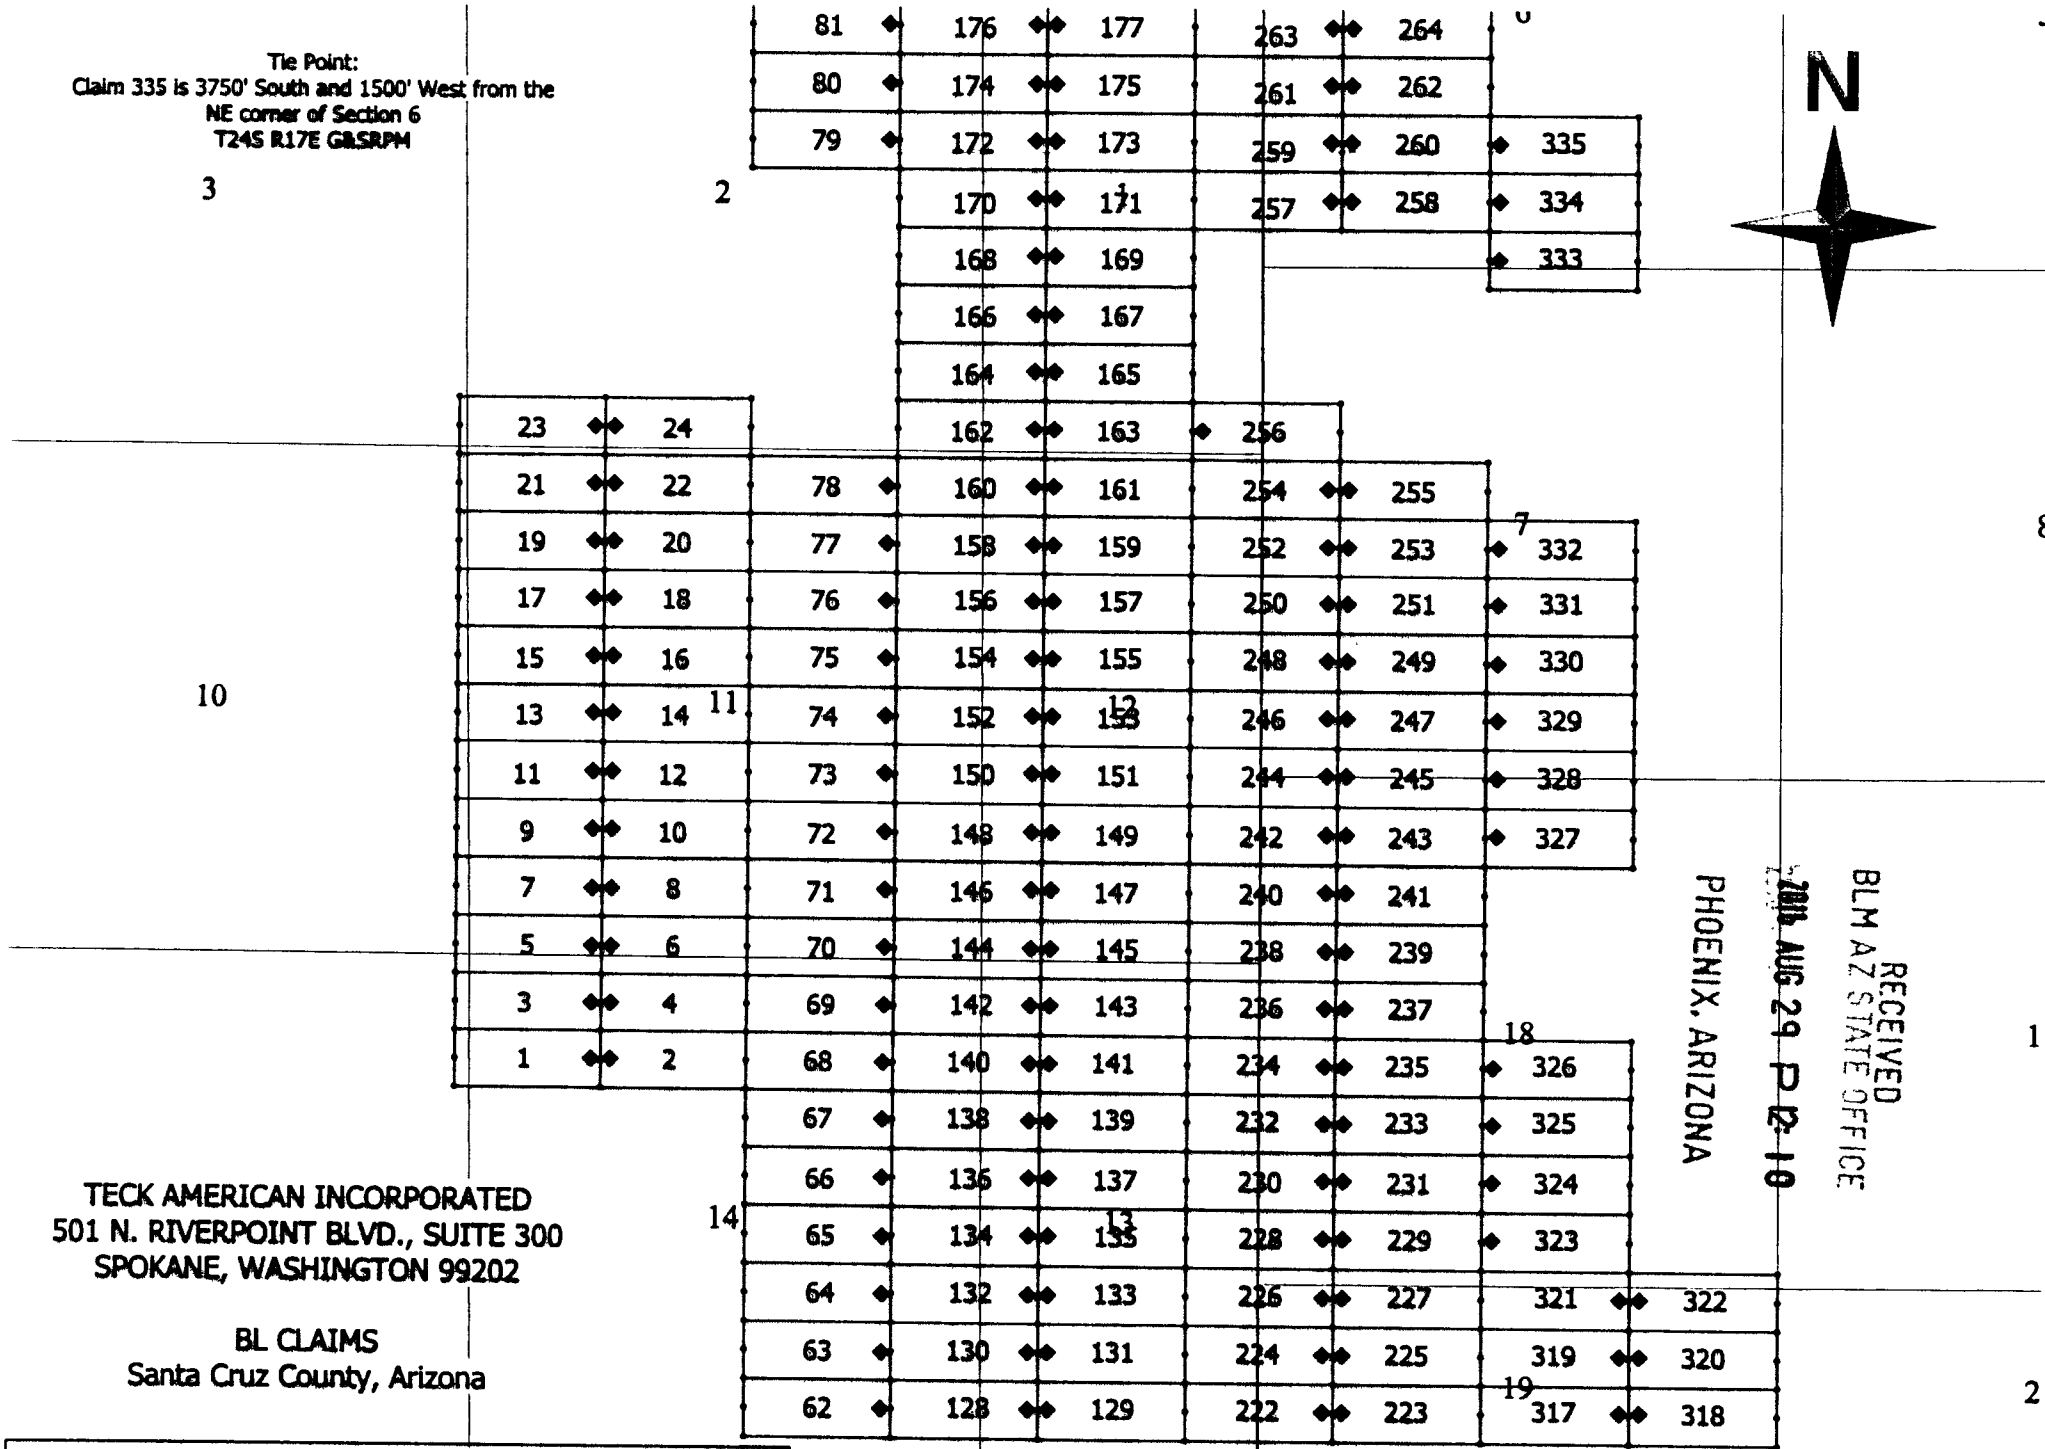 81 176 177 263 264
Tie Point:
Claim 335 is 3750' South and 1500' West from the
NE corner of Section 6
T24S R17E G&SRPM
N
80 174 175 261 262
79 172 173 259 260 335
3 2 170 171 1 257 258 334
168 169 333
166 167
164 165
23 24 162 163 256
21 22 78 160 161 254 255
7 8
19 20 77 158 159 252 253 332
17 18 76 156 157 250 251 331
15 16 75 154 155 248 249 330
10 11 12
13 14 74 152 153 246 247 329
11 12 73 150 151 244 245 328
9 10 72 148 149 242 243 327
7 8 71 146 147 240 241
5 6 70 144 145 238 239
3 4 69 142 143 236 237
18 1
1 2 68 140 141 234 235 326
67 138 139 232 233 325
66 136 137 230 231 324
14 13
65 134 135 228 229 323
64 132 133 226 227 321 322
63 130 131 224 225 319 320
19 2
62 128 129 222 223 317 318
RECEIVED
BLM AZ STATE OFFICE
AUG 29 P 12:10
PHOENIX, ARIZONA
TECK AMERICAN INCORPORATED
501 N. RIVERPOINT BLVD., SUITE 300
SPOKANE, WASHINGTON 99202
BL CLAIMS
Santa Cruz County, Arizona